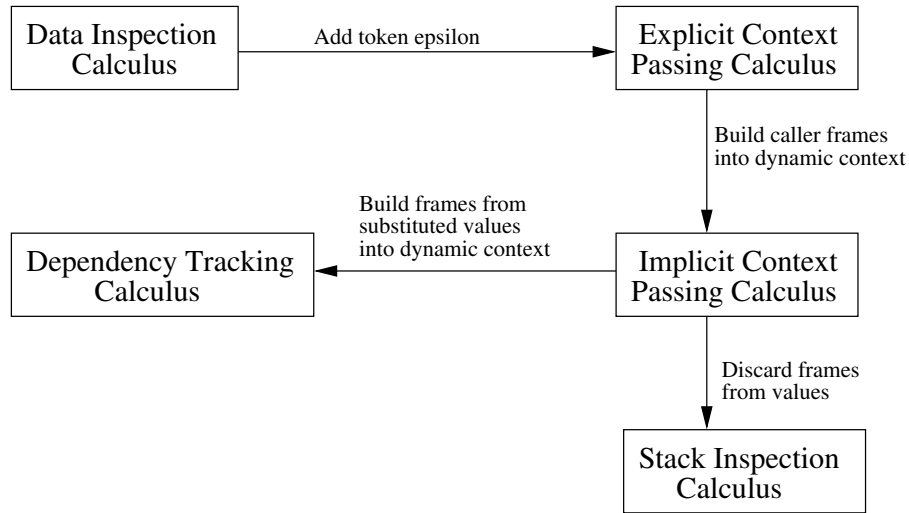 Data Inspection
Calculus
Add token epsilon
Explicit Context
Passing Calculus
Build caller frames
into dynamic context
Build frames from
substituted values
into dynamic context
Dependency Tracking
Calculus
Implicit Context
Passing Calculus
Discard frames
from values
Stack Inspection
Calculus